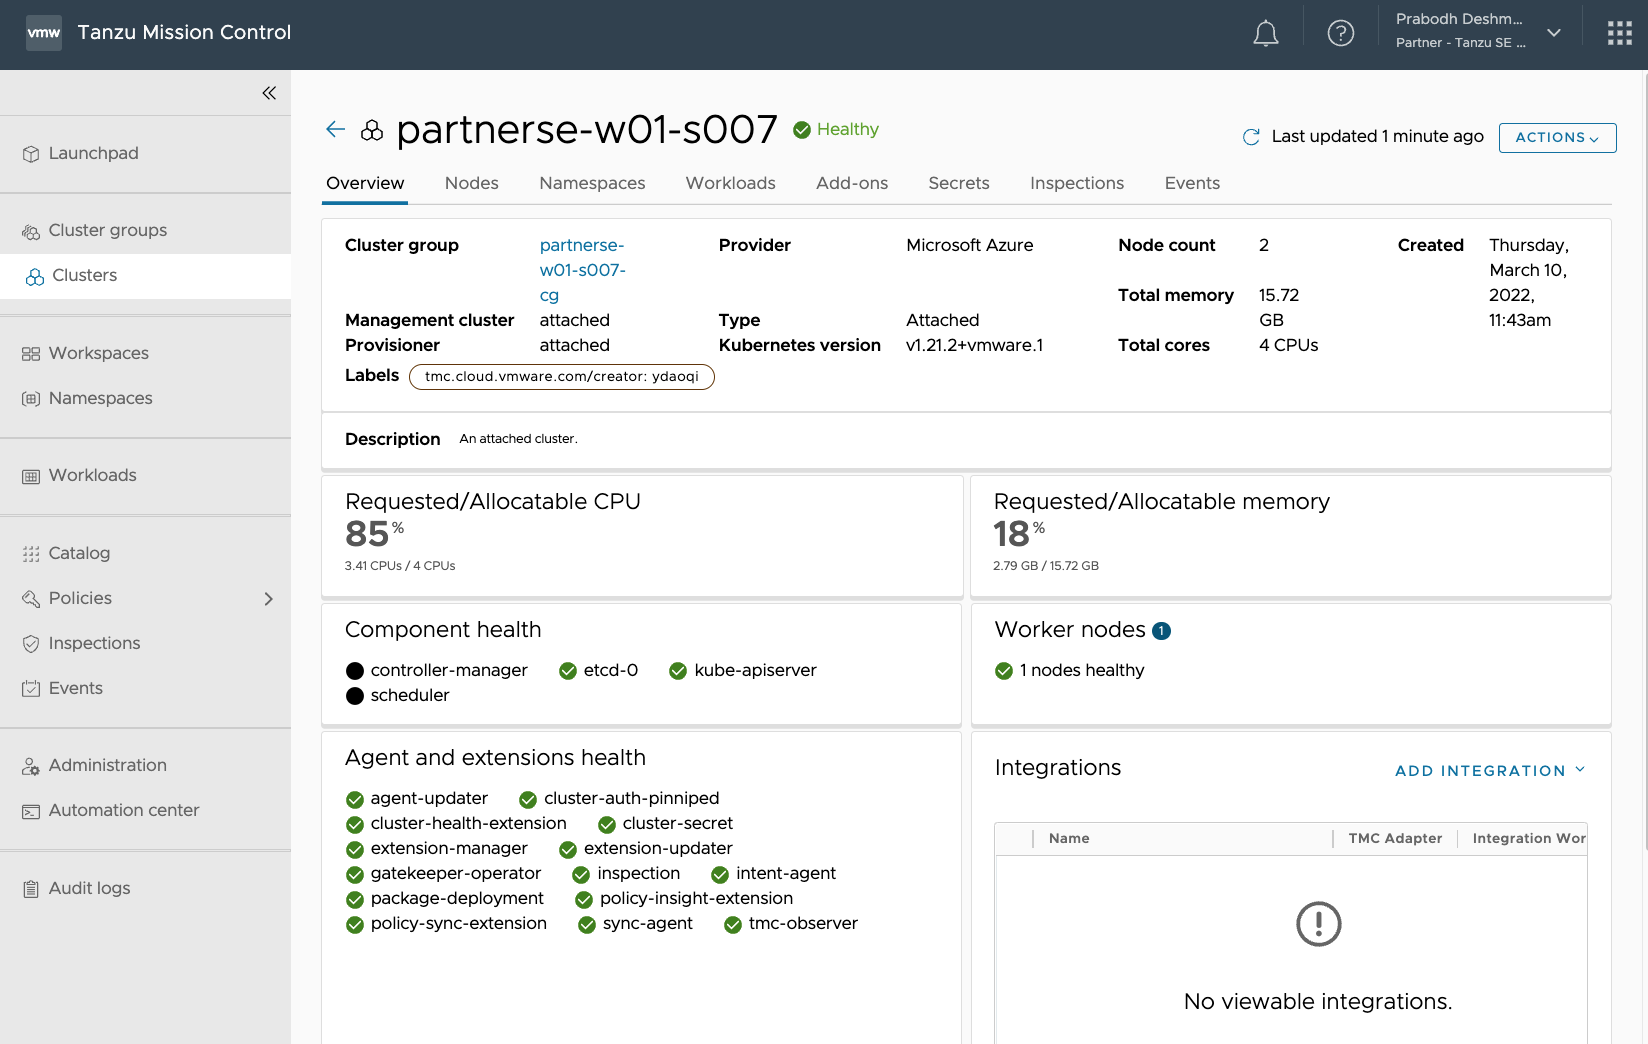 vmw Tanzu Mission Control
Prabodh Deshm...
Partner - Tanzu SE ...
Launchpad
Cluster groups
Clusters
Workspaces
Namespaces
Workloads
Catalog
Policies
Inspections
Events
Administration
Automation center
Audit logs
partnerse-w01-s007 Healthy
Last updated 1 minute ago ACTIONS
Overview Nodes Namespaces Workloads Add-ons Secrets Inspections Events
Cluster group partnerse-
w01-s007-
cg
Management cluster attached
Provisioner attached
Provider Microsoft Azure
Type Attached
Kubernetes version v1.21.2+vmware.1
Node count 2
Total memory 15.72
GB
Total cores 4 CPUs
Created Thursday,
March 10,
2022,
11:43am
Labels tmc.cloud.vmware.com/creator: ydaoqi
Description An attached cluster.
Requested/Allocatable CPU
85%
3.41 CPUs / 4 CPUs
Requested/Allocatable memory
18%
2.79 GB / 15.72 GB
Component health
controller-manager etcd-0 kube-apiserver
scheduler
Worker nodes 1
1 nodes healthy
Agent and extensions health
agent-updater cluster-auth-pinniped
cluster-health-extension cluster-secret
extension-manager extension-updater
gatekeeper-operator inspection intent-agent
package-deployment policy-insight-extension
policy-sync-extension sync-agent tmc-observer
Integrations ADD INTEGRATION
Name TMC Adapter Integration Wor
No viewable integrations.